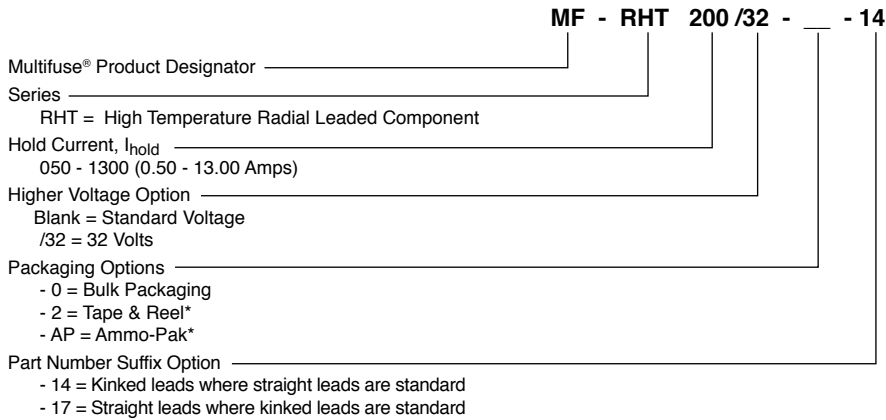 MF - RHT 200 /32 - __ - 14
Multifuse® Product Designator
Series
RHT = High Temperature Radial Leaded Component
Hold Current, Ihold
050 - 1300 (0.50 - 13.00 Amps)
Higher Voltage Option
Blank = Standard Voltage
/32 = 32 Volts
Packaging Options
- 0 = Bulk Packaging
- 2 = Tape & Reel*
- AP = Ammo-Pak*
Part Number Suffix Option
- 14 = Kinked leads where straight leads are standard
- 17 = Straight leads where kinked leads are standard